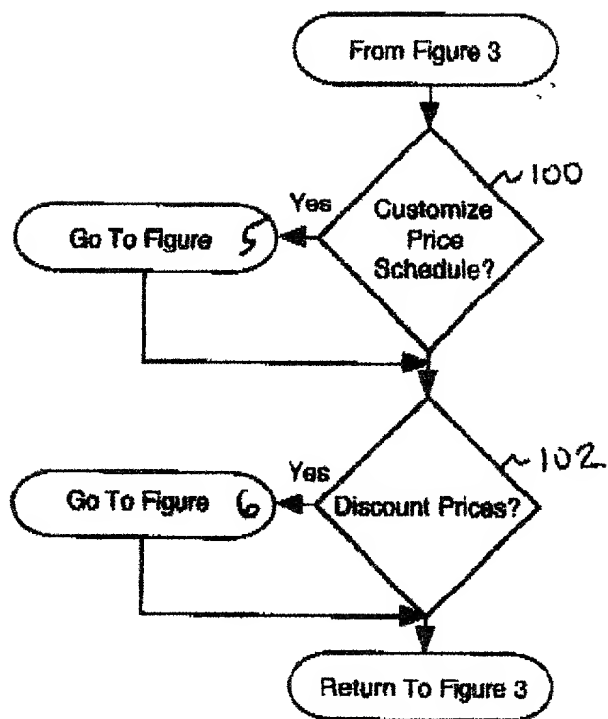 From Figure 3
100
Yes
Customize
Price
Schedule?
Go To Figure 5
102
Yes
Discount Prices?
Go To Figure 6
Return To Figure 3